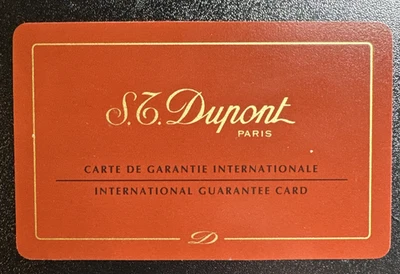 S.T. Dupont
PARIS
CARTE DE GARANTIE INTERNATIONALE
INTERNATIONAL GUARANTEE CARD
D